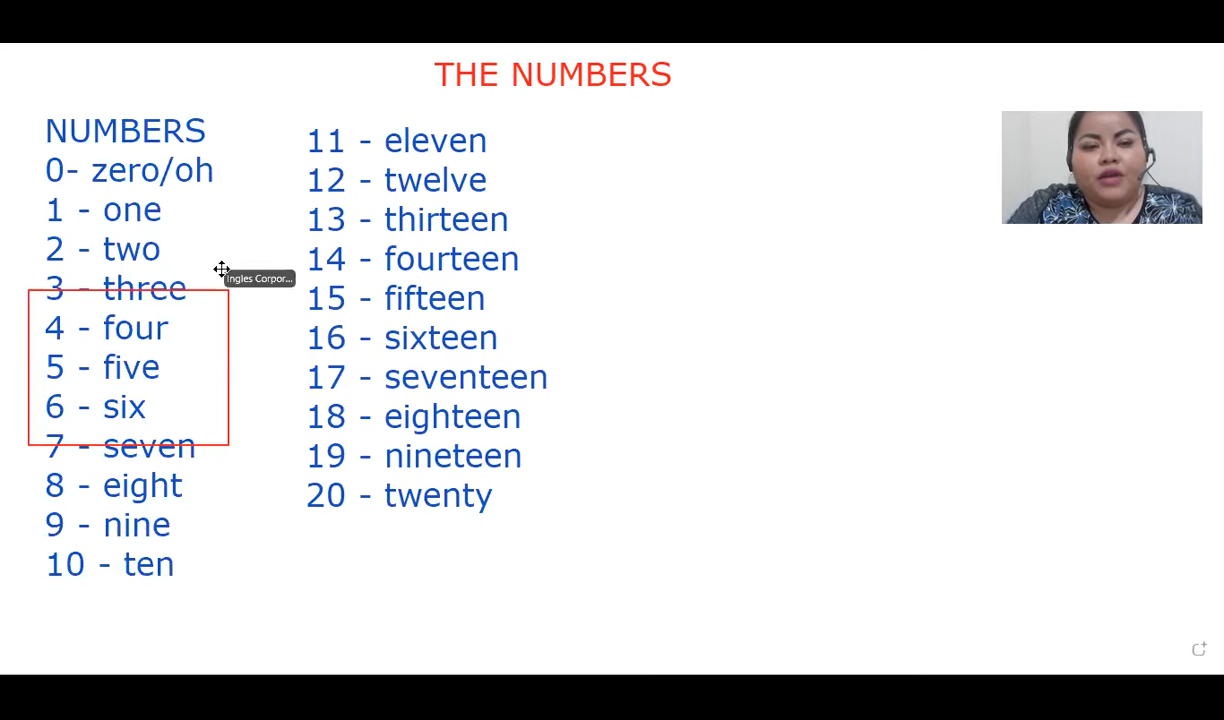 THE NUMBERS
NUMBERS
0- zero/oh
1 - one
2 - two
3 - three
4 - four
5 - five
6 - six
7 - seven
8 - eight
9 - nine
10 - ten
11 - eleven
12 - twelve
13 - thirteen
14 - fourteen
15 - fifteen
16 - sixteen
17 - seventeen
18 - eighteen
19 - nineteen
20 - twenty
ingles Corpor...